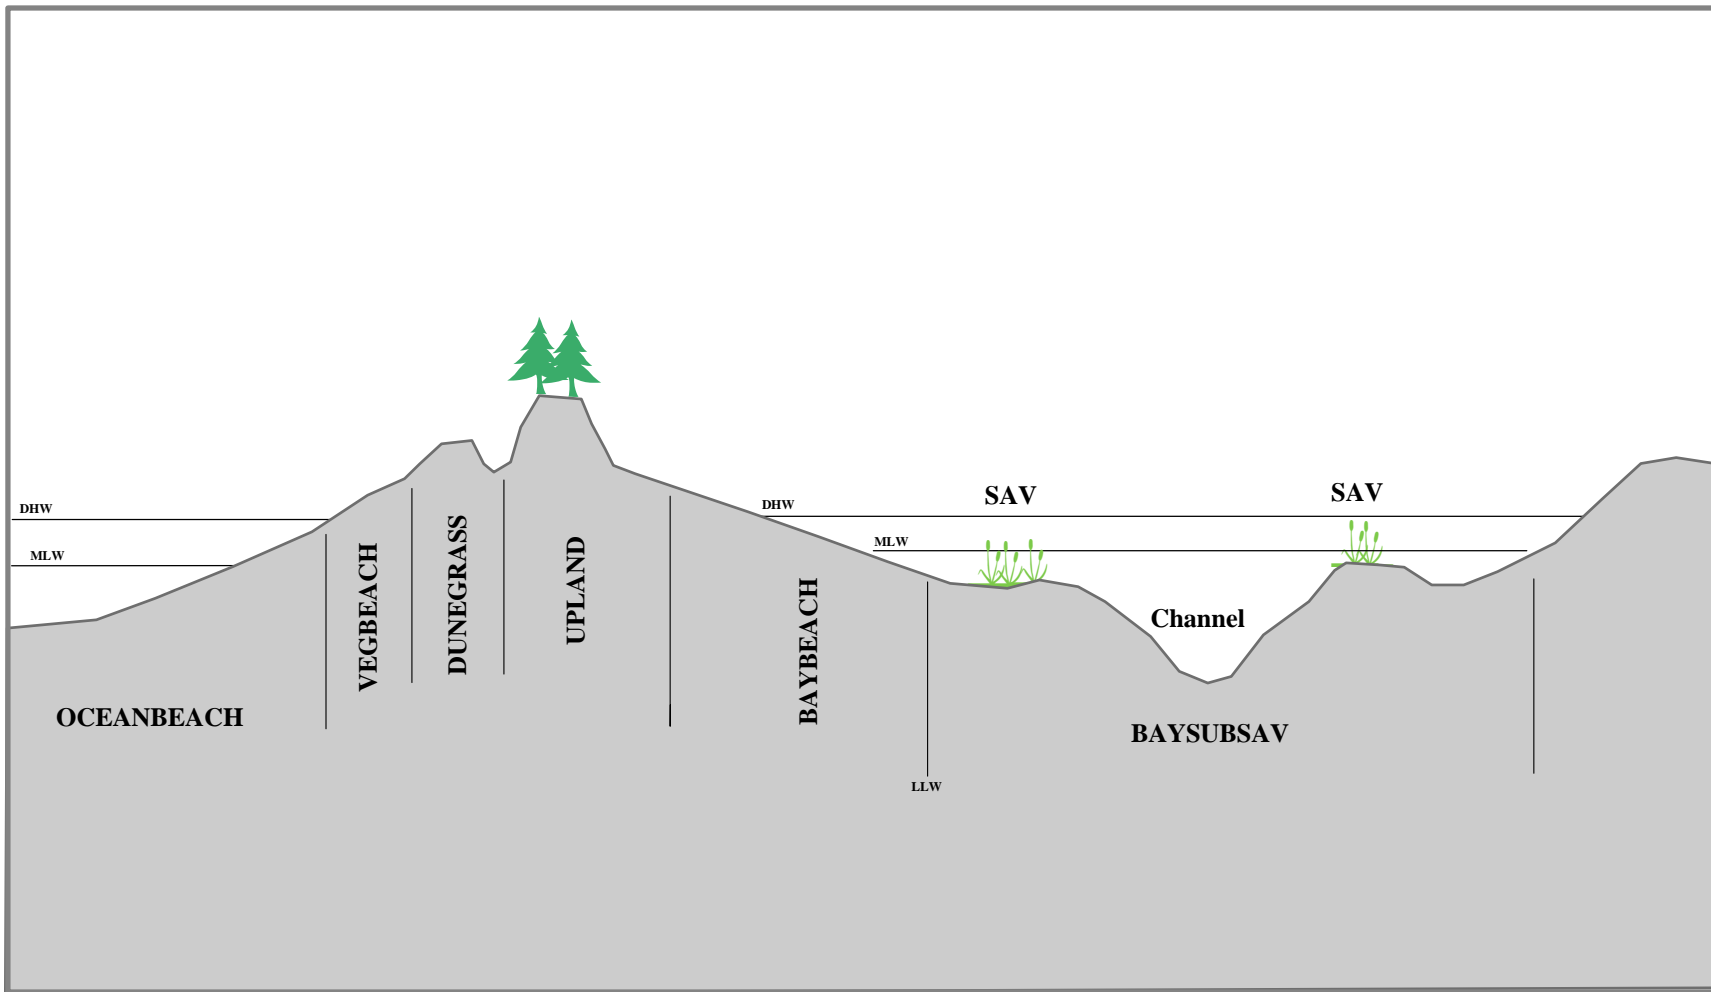 SAV
SAV
DHW
DHW
MLW
MLW
VEGBEACH
DUNEGRASS
UPLAND
BAYBEACH
Channel
OCEANBEACH
BAYSUBSAV
LLW